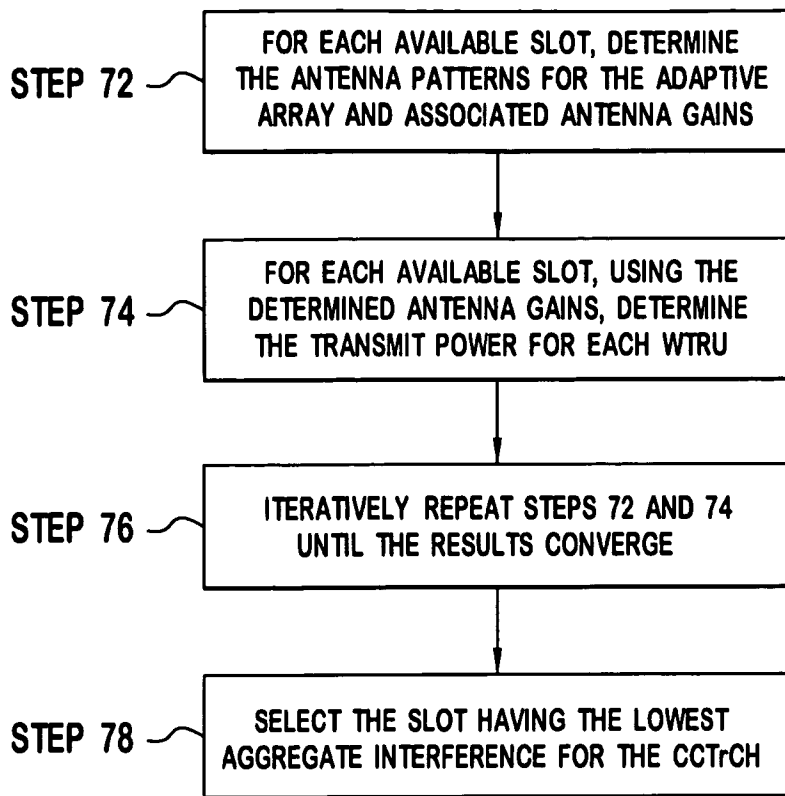 STEP 72
FOR EACH AVAILABLE SLOT, DETERMINE
THE ANTENNA PATTERNS FOR THE ADAPTIVE
ARRAY AND ASSOCIATED ANTENNA GAINS
STEP 74
FOR EACH AVAILABLE SLOT, USING THE
DETERMINED ANTENNA GAINS, DETERMINE
THE TRANSMIT POWER FOR EACH WTRU
STEP 76
ITERATIVELY REPEAT STEPS 72 AND 74
UNTIL THE RESULTS CONVERGE
STEP 78
SELECT THE SLOT HAVING THE LOWEST
AGGREGATE INTERFERENCE FOR THE CCTrCH